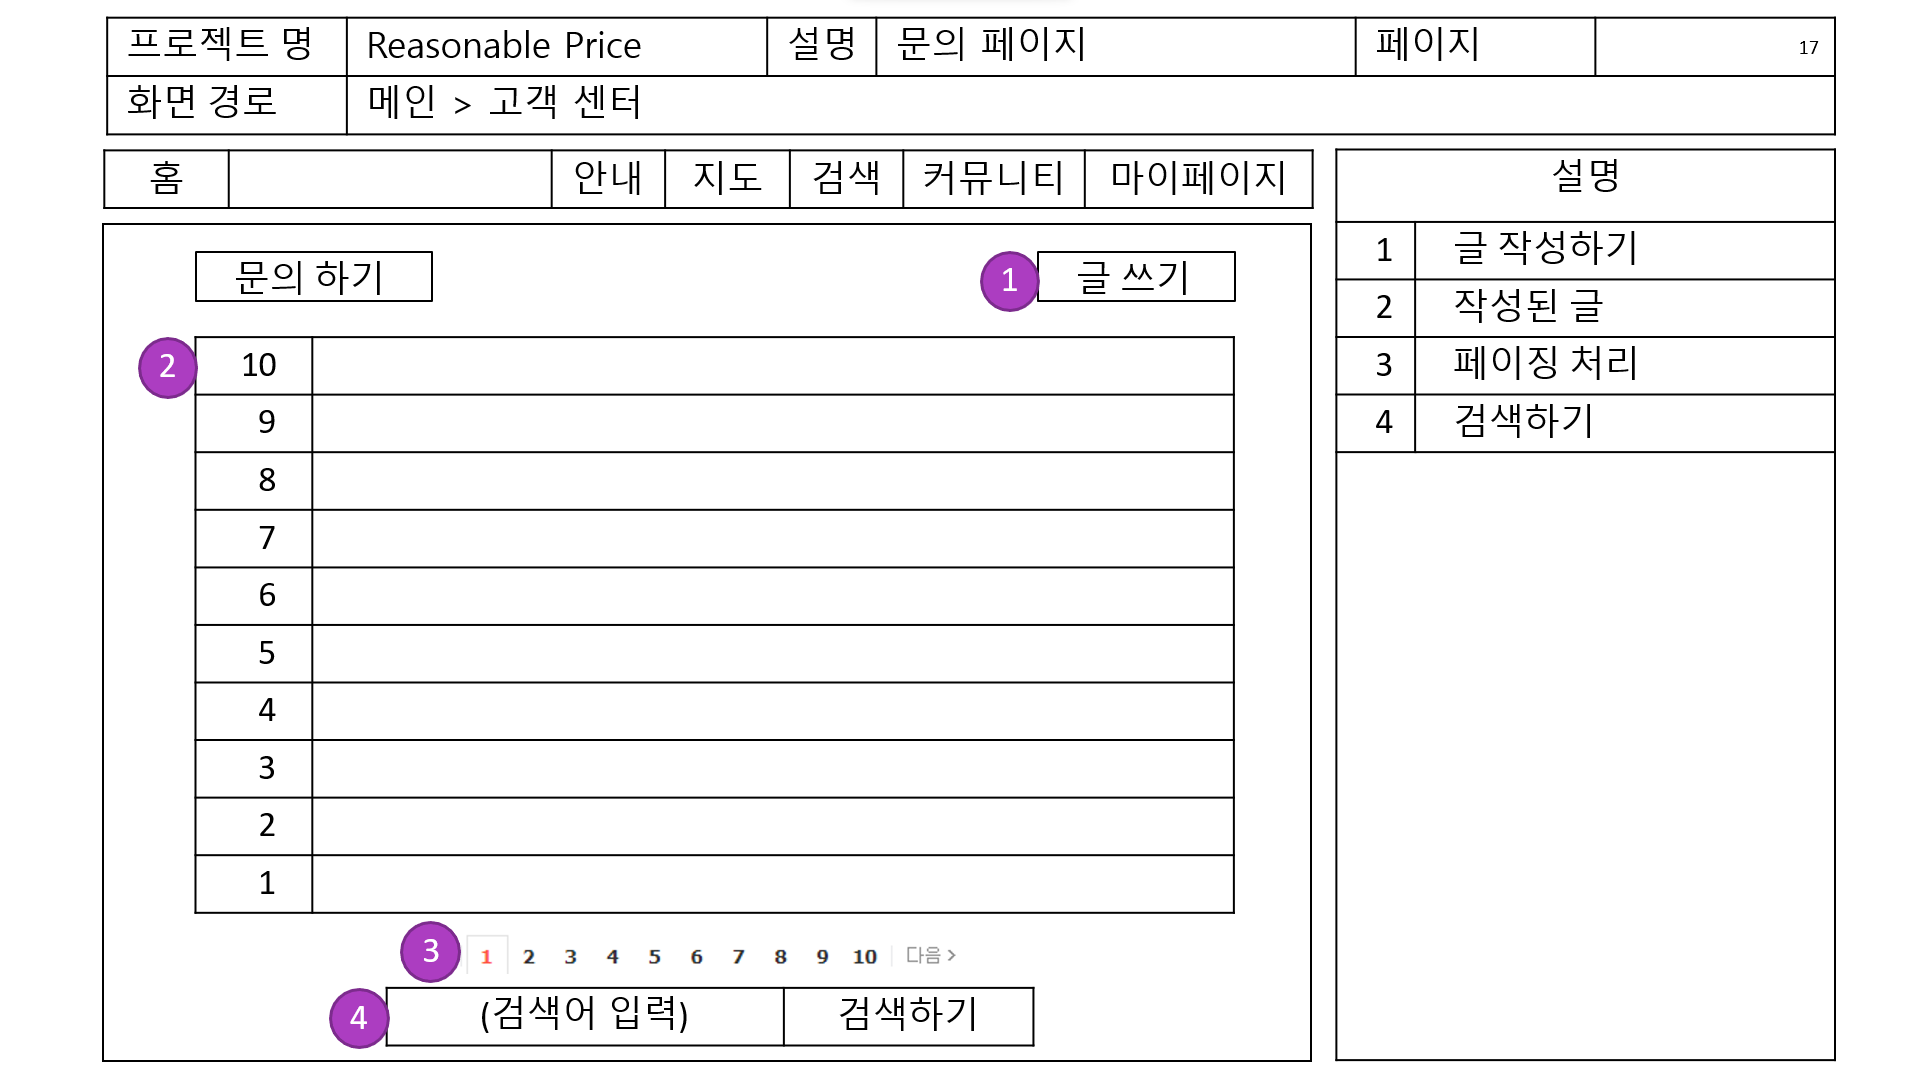 프로젝트 명 Reasonable Price 설명 문의 페이지 페이지 17
화면 경로 메인 > 고객 센터
홈 안내 지도 검색 커뮤니티 마이페이지
문의 하기 1 글 쓰기
2 10
9
8
7
6
5
4
3
2
1
3 1 2 3 4 5 6 7 8 9 10 다음 >
4 (검색어 입력) 검색하기
설명
1 글 작성하기
2 작성된 글
3 페이징 처리
4 검색하기